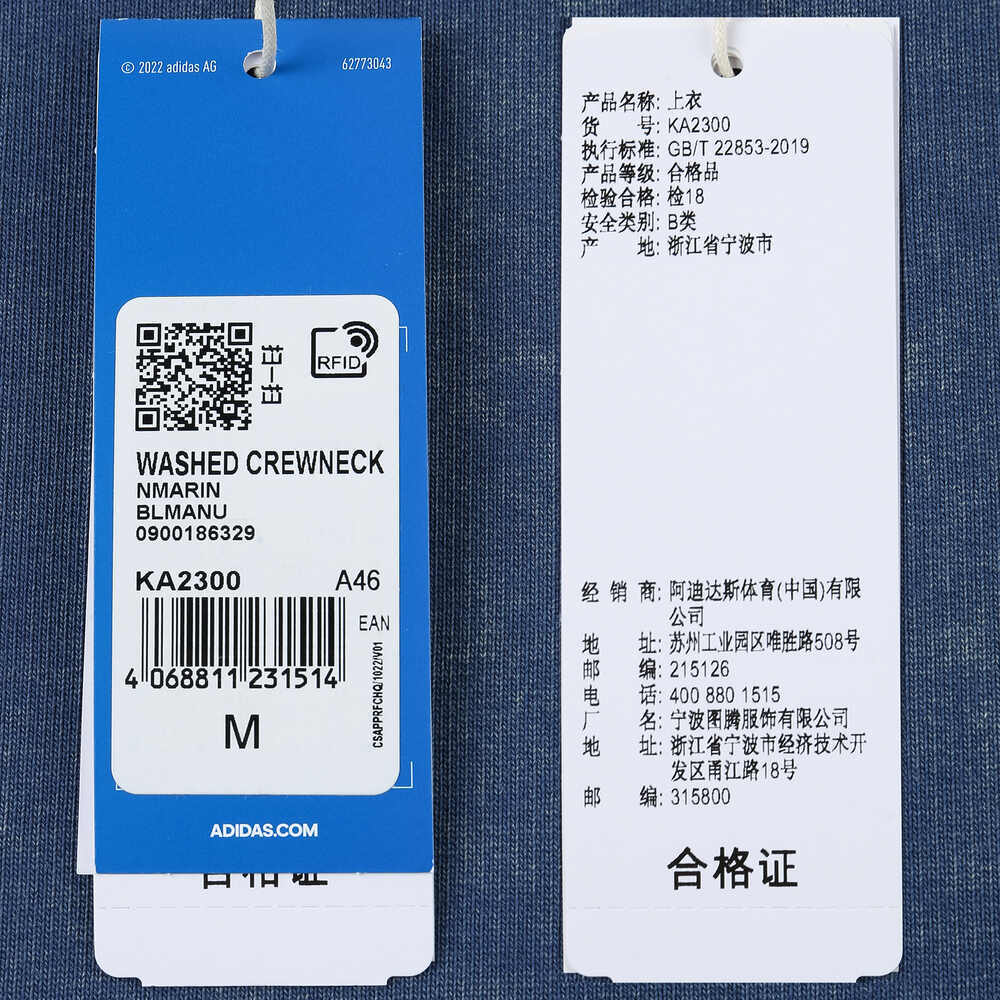 © 2022 adidas AG
62773043
扫一扫
RFID
WASHED CREWNECK
NMARIN
BLMANU
0900186329
KA2300 A46
EAN
4 068811 231514
CSAPPRFCHQ/1022/V01
M
ADIDAS.COM
合格证
产品名称: 上衣
货 号: KA2300
执行标准: GB/T 22853-2019
产品等级: 合格品
检验合格: 检18
安全类别: B类
产 地: 浙江省宁波市
经 销 商: 阿迪达斯体育(中国)有限
公司
地 址: 苏州工业园区唯胜路508号
邮 编: 215126
电 话: 400 880 1515
厂 名: 宁波图腾服饰有限公司
地 址: 浙江省宁波市经济技术开
发区甬江路18号
邮 编: 315800
合格证